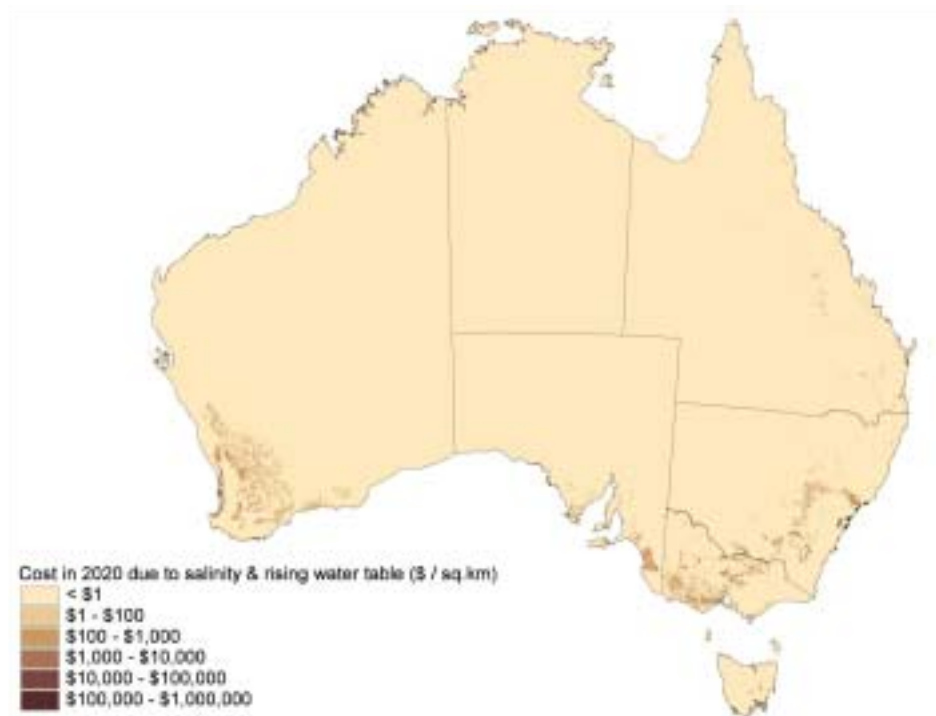 Cost in 2020 due to salinity & rising water table ($ / sq.km)
< $1
$1 - $100
$100 - $1,000
$1,000 - $10,000
$10,000 - $100,000
$100,000 - $1,000,000